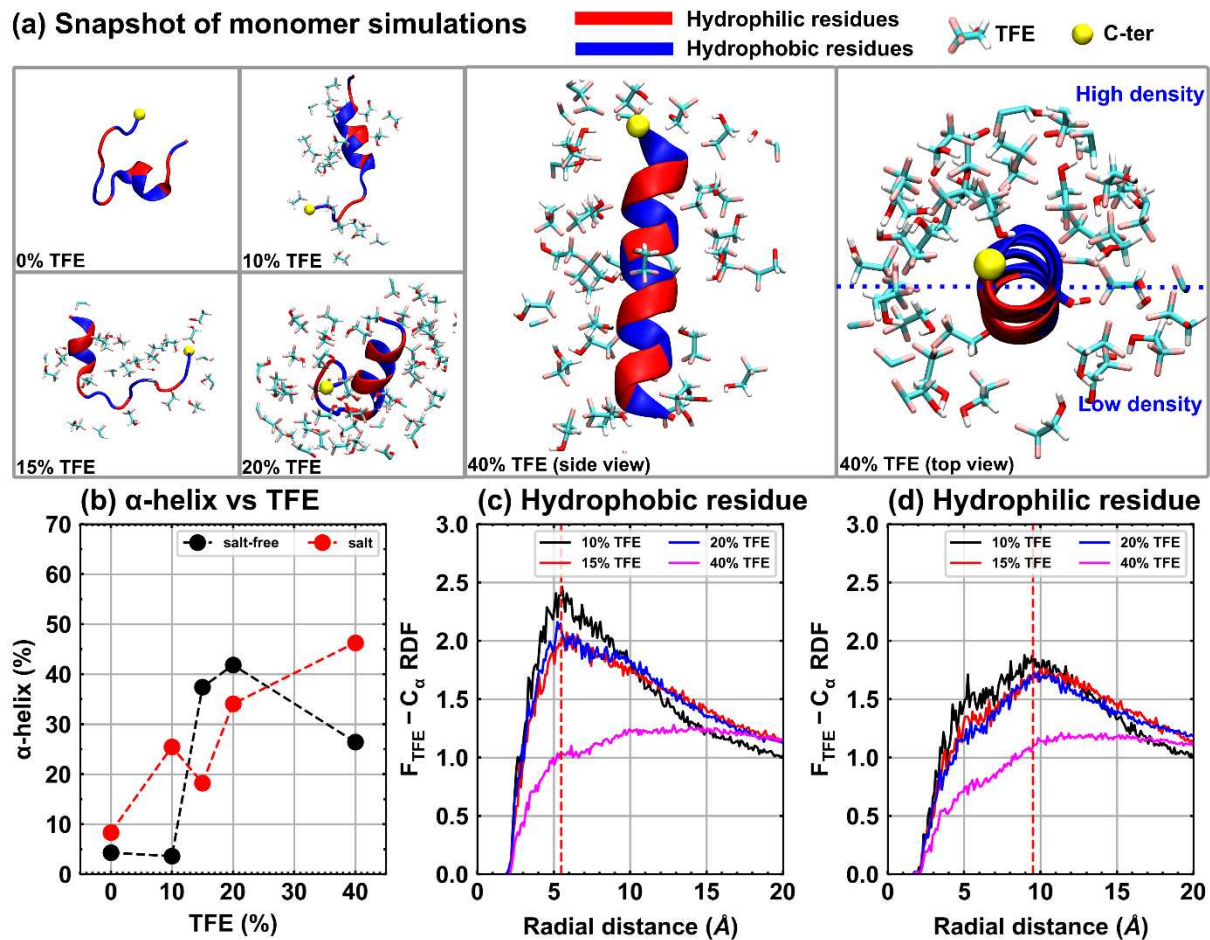 (a) Snapshot of monomer simulations
Hydrophilic residues
Hydrophobic residues
TFE
C-ter
0% TFE
10% TFE
15% TFE
20% TFE
40% TFE (side view)
High density
Low density
40% TFE (top view)
(b) α-helix vs TFE
salt-free
salt
α-helix (%)
70
60
50
40
30
20
10
0
0 10 20 30 40
TFE (%)
(c) Hydrophobic residue
10% TFE 20% TFE
15% TFE 40% TFE
F_TFE − C_α RDF
3.0
2.5
2.0
1.5
1.0
0.5
0.0
0 5 10 15 20
Radial distance (Å)
(d) Hydrophilic residue
10% TFE 20% TFE
15% TFE 40% TFE
F_TFE − C_α RDF
3.0
2.5
2.0
1.5
1.0
0.5
0.0
0 5 10 15 20
Radial distance (Å)